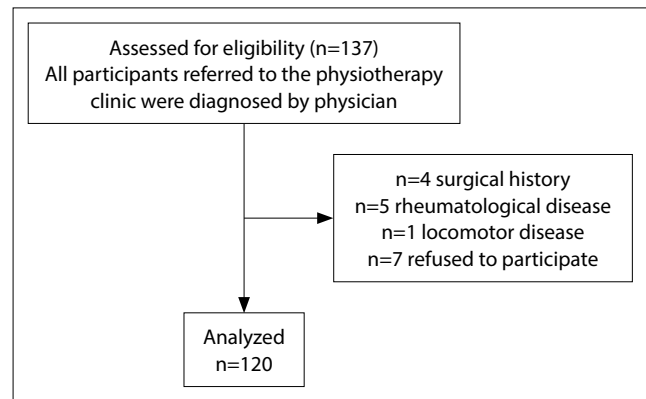 Assessed for eligibility (n=137)
All participants referred to the physiotherapy
clinic were diagnosed by physician
n=4 surgical history
n=5 rheumatological disease
n=1 locomotor disease
n=7 refused to participate
Analyzed
n=120